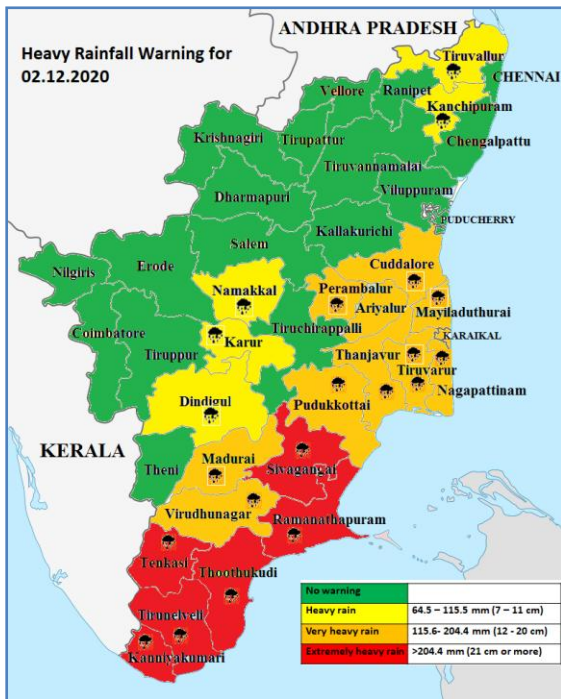 ANDHRA PRADESH
Heavy Rainfall Warning for
02.12.2020
Tiruvallur
CHENNAI
Vellore
Ranipet
Kanchipuram
Krishnagiri
Tirupattur
Chengalpattu
Tiruvannamalai
Dharmapuri
Viluppuram
PUDUCHERRY
Salem
Kallakurichi
Nilgiris
Erode
Cuddalore
Namakkal
Perambalur
Ariyalur
Mayiladuthurai
Coimbatore
Tiruchirappalli
KARAIKAL
Tiruppur
Karur
Thanjavur
Tiruvarur
Nagapattinam
Dindigul
Pudukkottai
KERALA
Theni
Madurai
Sivagangai
Virudhunagar
Ramanathapuram
Tenkasi
Thoothukudi
Tirunelveli
Kanniyakumari
No warning
Heavy rain 64.5 – 115.5 mm (7 – 11 cm)
Very heavy rain 115.6- 204.4 mm (12 - 20 cm)
Extremely heavy rain >204.4 mm (21 cm or more)